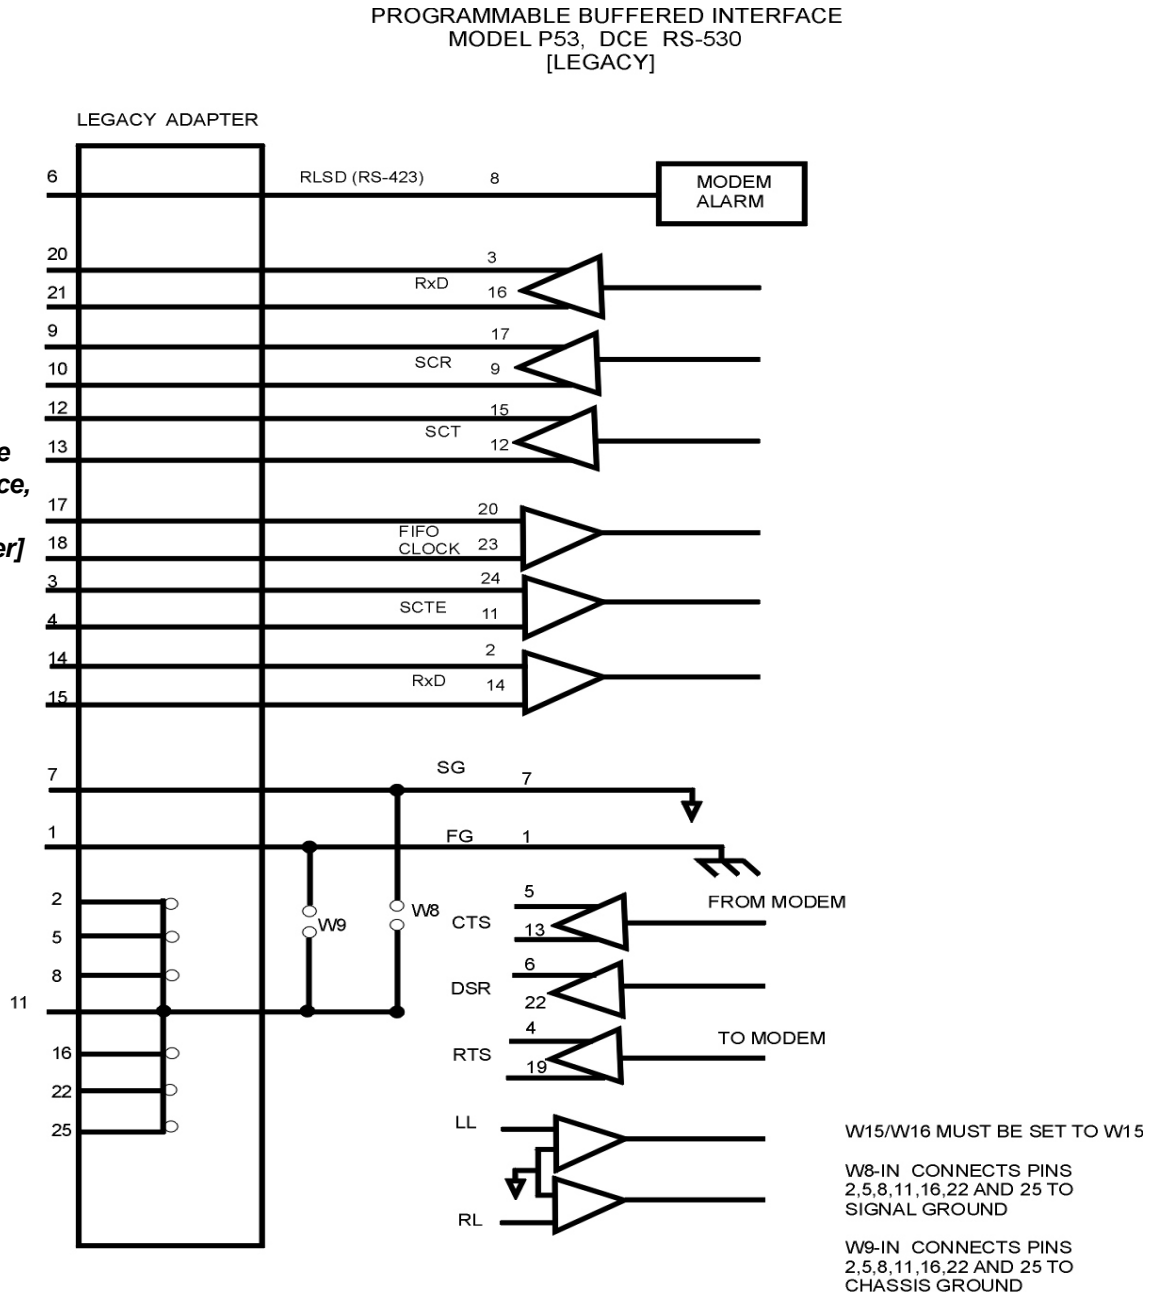 PROGRAMMABLE BUFFERED INTERFACE
MODEL P53, DCE RS-530
[LEGACY]
LEGACY ADAPTER
6 RLSD (RS-423) 8
MODEM
ALARM
20 3
RxD
21 16
9 17
SCR
10 9
12 15
SCT
13 12
e
ce,
er]
17 20
FIFO
CLOCK
18 23
3 24
SCTE
4 11
14 2
RxD
15 14
7 SG 7
1 FG 1
2
5
8
11
16
22
25
W9
W8
FROM MODEM
5
CTS
13
6
DSR
22
TO MODEM
4
RTS
19
LL
RL
W15/W16 MUST BE SET TO W15
W8-IN CONNECTS PINS
2,5,8,11,16,22 AND 25 TO
SIGNAL GROUND
W9-IN CONNECTS PINS
2,5,8,11,16,22 AND 25 TO
CHASSIS GROUND